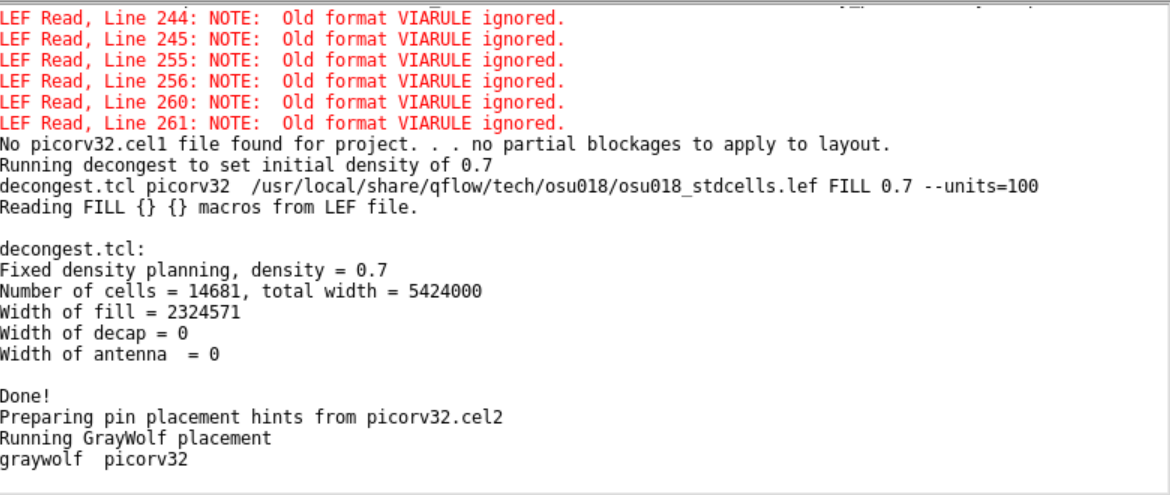 LEF Read, Line 244: NOTE:  Old format VIARULE ignored.
LEF Read, Line 245: NOTE:  Old format VIARULE ignored.
LEF Read, Line 255: NOTE:  Old format VIARULE ignored.
LEF Read, Line 256: NOTE:  Old format VIARULE ignored.
LEF Read, Line 260: NOTE:  Old format VIARULE ignored.
LEF Read, Line 261: NOTE:  Old format VIARULE ignored.
No picorv32.cel1 file found for project. . . no partial blockages to apply to layout.
Running decongest to set initial density of 0.7
decongest.tcl picorv32  /usr/local/share/qflow/tech/osu018/osu018_stdcells.lef FILL 0.7 --units=100
Reading FILL {} {} macros from LEF file.
decongest.tcl:
Fixed density planning, density = 0.7
Number of cells = 14681, total width = 5424000
Width of fill = 2324571
Width of decap = 0
Width of antenna  = 0
Done!
Preparing pin placement hints from picorv32.cel2
Running GrayWolf placement
graywolf  picorv32